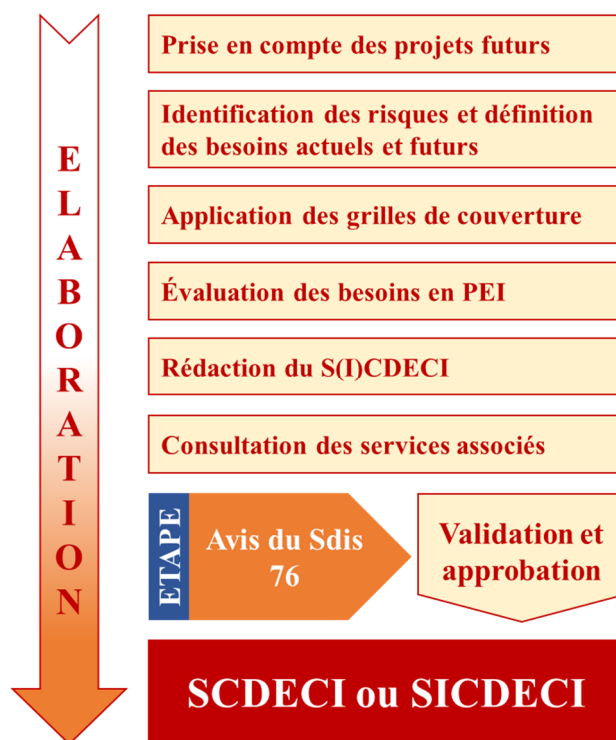 ELABORATION
Prise en compte des projets futurs
Identification des risques et définition
des besoins actuels et futurs
Application des grilles de couverture
Évaluation des besoins en PEI
Rédaction du S(I)CDECI
Consultation des services associés
ETAPE
Avis du Sdis
76
Validation et
approbation
SCDECI ou SICDECI